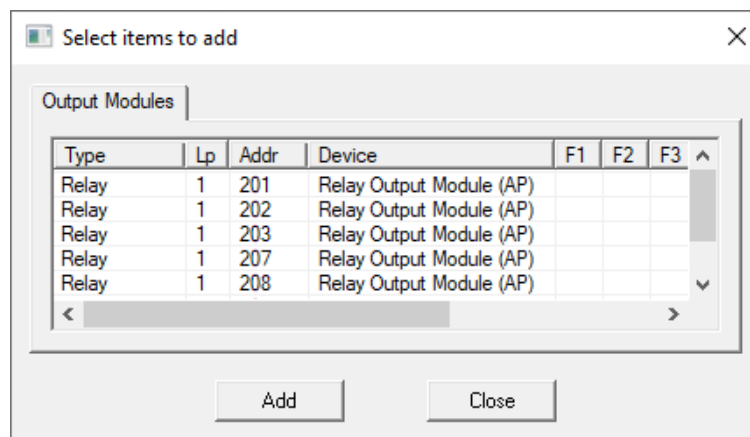 Select items to add
Output Modules
Type Lp Addr Device F1 F2 F3
Relay 1 201 Relay Output Module (AP)
Relay 1 202 Relay Output Module (AP)
Relay 1 203 Relay Output Module (AP)
Relay 1 207 Relay Output Module (AP)
Relay 1 208 Relay Output Module (AP)
Add Close